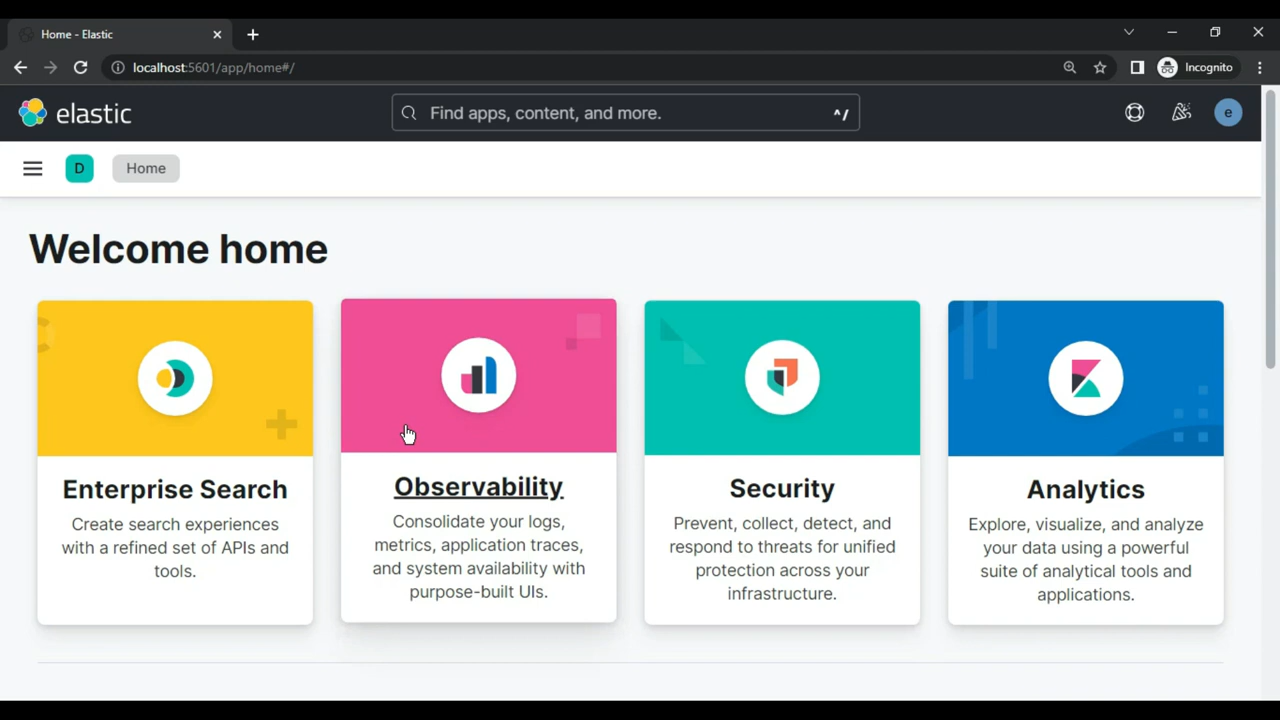 Home - Elastic
localhost:5601/app/home#/
Incognito
elastic
Find apps, content, and more.
^/
e
D
Home
Welcome home
Enterprise Search
Create search experiences
with a refined set of APIs and
tools.
Observability
Consolidate your logs,
metrics, application traces,
and system availability with
purpose-built UIs.
Security
Prevent, collect, detect, and
respond to threats for unified
protection across your
infrastructure.
Analytics
Explore, visualize, and analyze
your data using a powerful
suite of analytical tools and
applications.